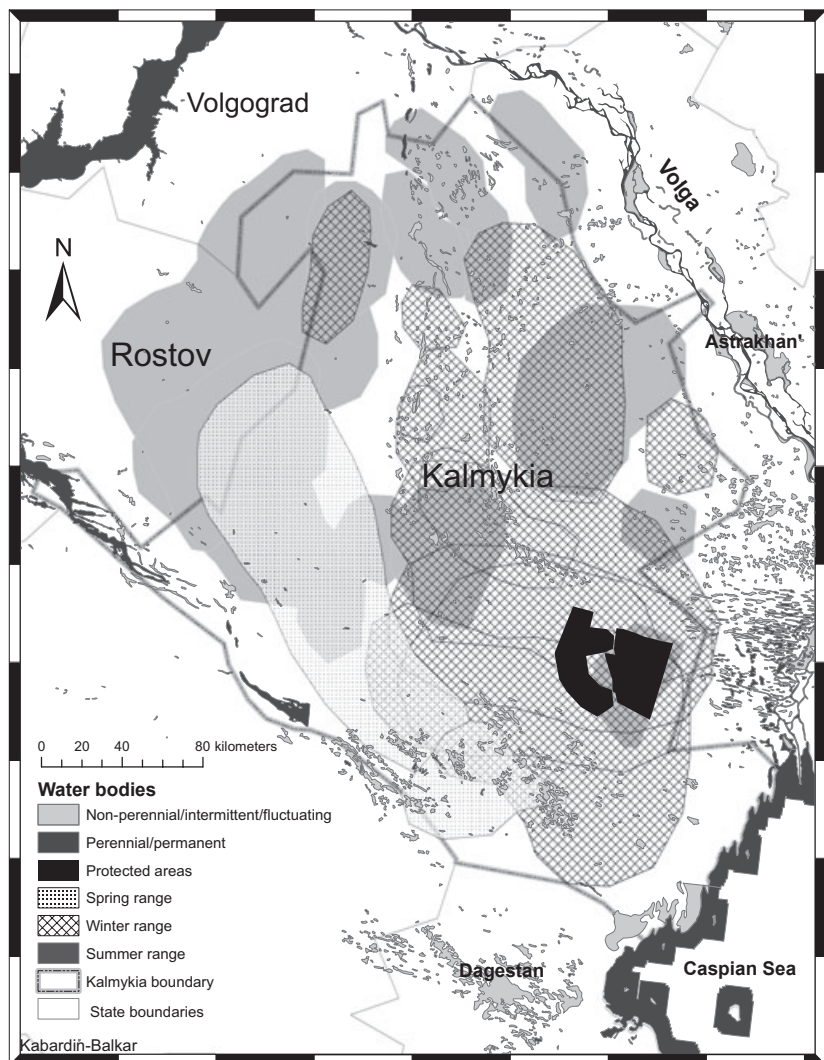 Volgograd
Volga
N
Rostov
Astrakhan'
Kalmykia
0 20 40 80 kilometers
Water bodies
Non-perennial/intermittent/fluctuating
Perennial/permanent
Protected areas
Spring range
Winter range
Summer range
Kalmykia boundary
State boundaries
Dagestan
Caspian Sea
Kabardin-Balkar